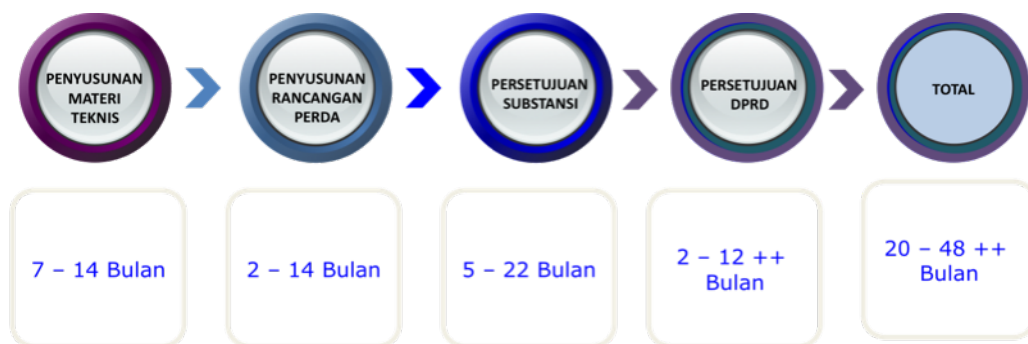 PENYUSUNAN
MATERI
TEKNIS
PENYUSUNAN
RANCANGAN
PERDA
PERSETUJUAN
SUBSTANSI
PERSETUJUAN
DPRD
TOTAL
7 – 14 Bulan
2 – 14 Bulan
5 – 22 Bulan
2 – 12 ++
Bulan
20 – 48 ++
Bulan